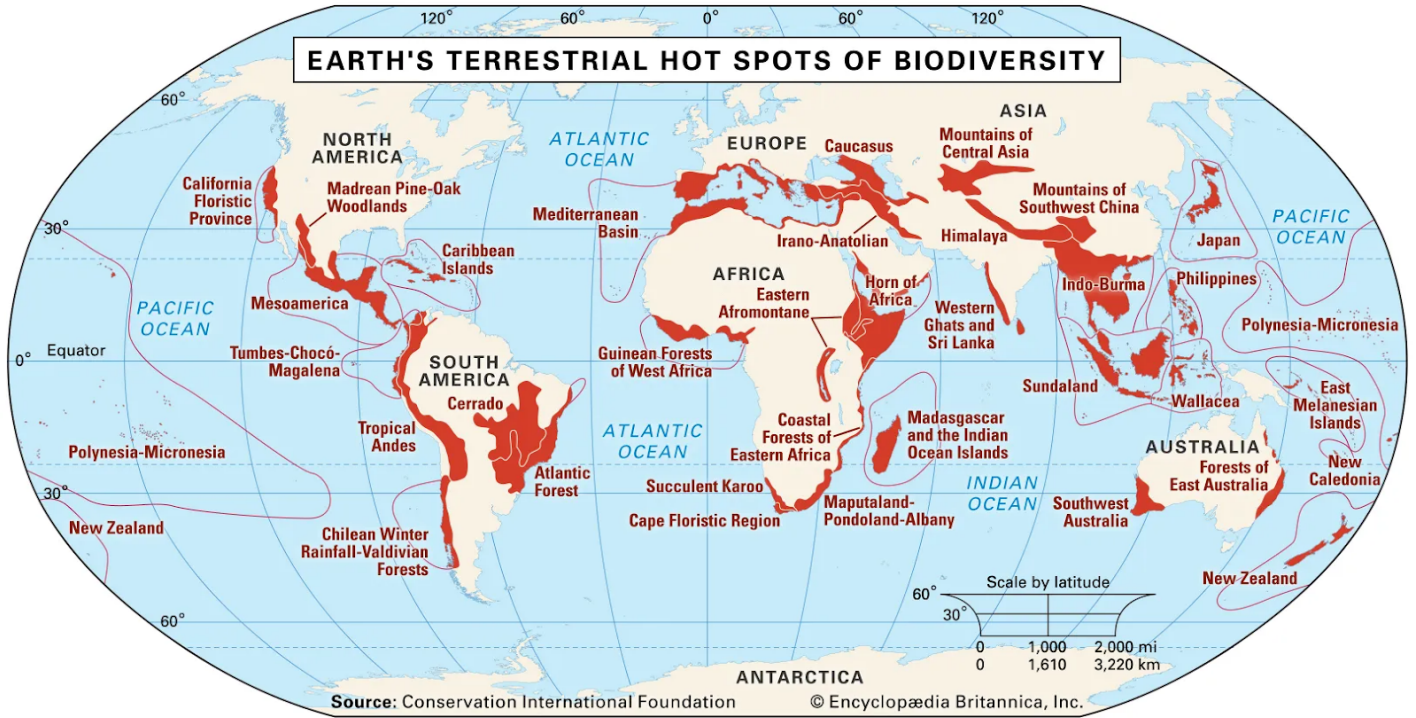 120°
60°
0°
60°
120°
EARTH'S TERRESTRIAL HOT SPOTS OF BIODIVERSITY
60°
NORTH
AMERICA
ATLANTIC
OCEAN
EUROPE
ASIA
Caucasus
Mountains of
Central Asia
California
Floristic
Province
Madrean Pine-Oak
Woodlands
Mediterranean
Basin
Mountains of
Southwest China
30°
Irano-Anatolian
Himalaya
Japan
PACIFIC
OCEAN
Caribbean
Islands
AFRICA
Horn of
Africa
Eastern
Afromontane
Indo-Burma
Philippines
Mesoamerica
PACIFIC
OCEAN
Western
Ghats and
Sri Lanka
Polynesia-Micronesia
0°
Equator
Tumbes-Chocó-
Magalena
SOUTH
AMERICA
Guinean Forests
of West Africa
Sundaland
Wallacea
East
Melanesian
Islands
Cerrado
Tropical
Andes
ATLANTIC
OCEAN
Coastal
Forests of
Eastern Africa
Madagascar
and the Indian
Ocean Islands
Polynesia-Micronesia
AUSTRALIA
Forests of
East Australia
New
Caledonia
Atlantic
Forest
Succulent Karoo
INDIAN
OCEAN
30°
Cape Floristic Region
Maputaland-
Pondoland-Albany
Southwest
Australia
New Zealand
Chilean Winter
Rainfall-Valdivian
Forests
New Zealand
Scale by latitude
60°
30°
0
1,000
2,000 mi
0
1,610
3,220 km
60°
ANTARCTICA
Source: Conservation International Foundation
© Encyclopædia Britannica, Inc.